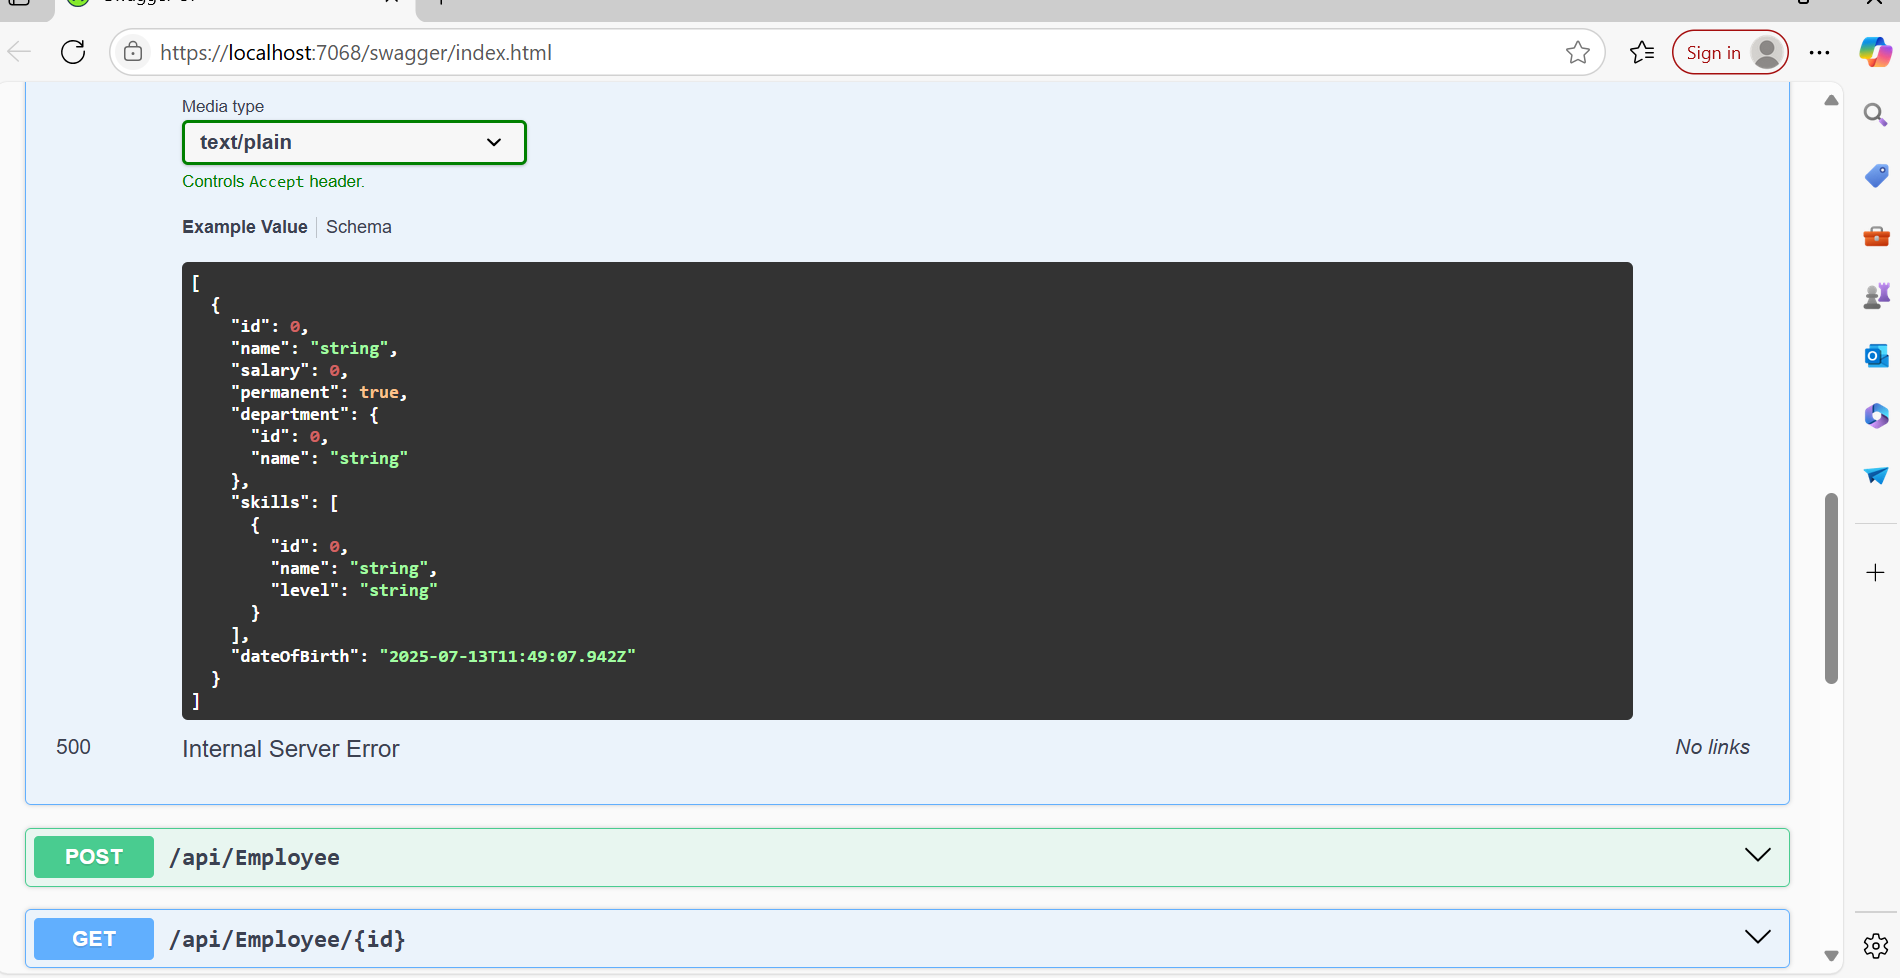 https://localhost:7068/swagger/index.html
Sign in
Media type
text/plain
Controls Accept header.
Example Value
Schema
[
  {
    "id": 0,
    "name": "string",
    "salary": 0,
    "permanent": true,
    "department": {
      "id": 0,
      "name": "string"
    },
    "skills": [
      {
        "id": 0,
        "name": "string",
        "level": "string"
      }
    ],
    "dateOfBirth": "2025-07-13T11:49:07.942Z"
  }
]
500 Internal Server Error No links
POST /api/Employee
GET /api/Employee/{id}